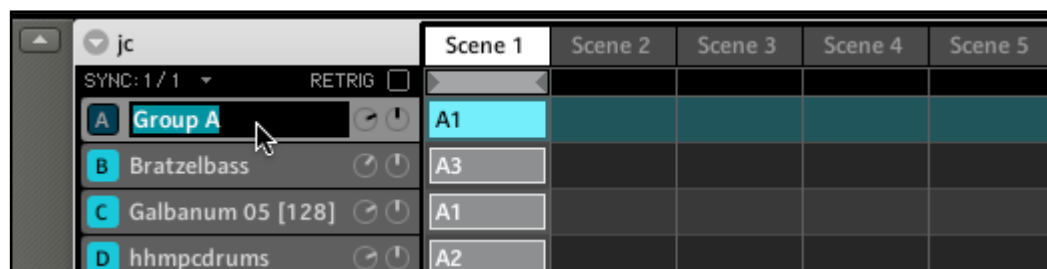 jc Scene 1 Scene 2 Scene 3 Scene 4 Scene 5
SYNC: 1 / 1 RETRIG
A Group A A1
B Bratzelbass A3
C Galbanum 05 [128] A1
D hhmpcdrums A2